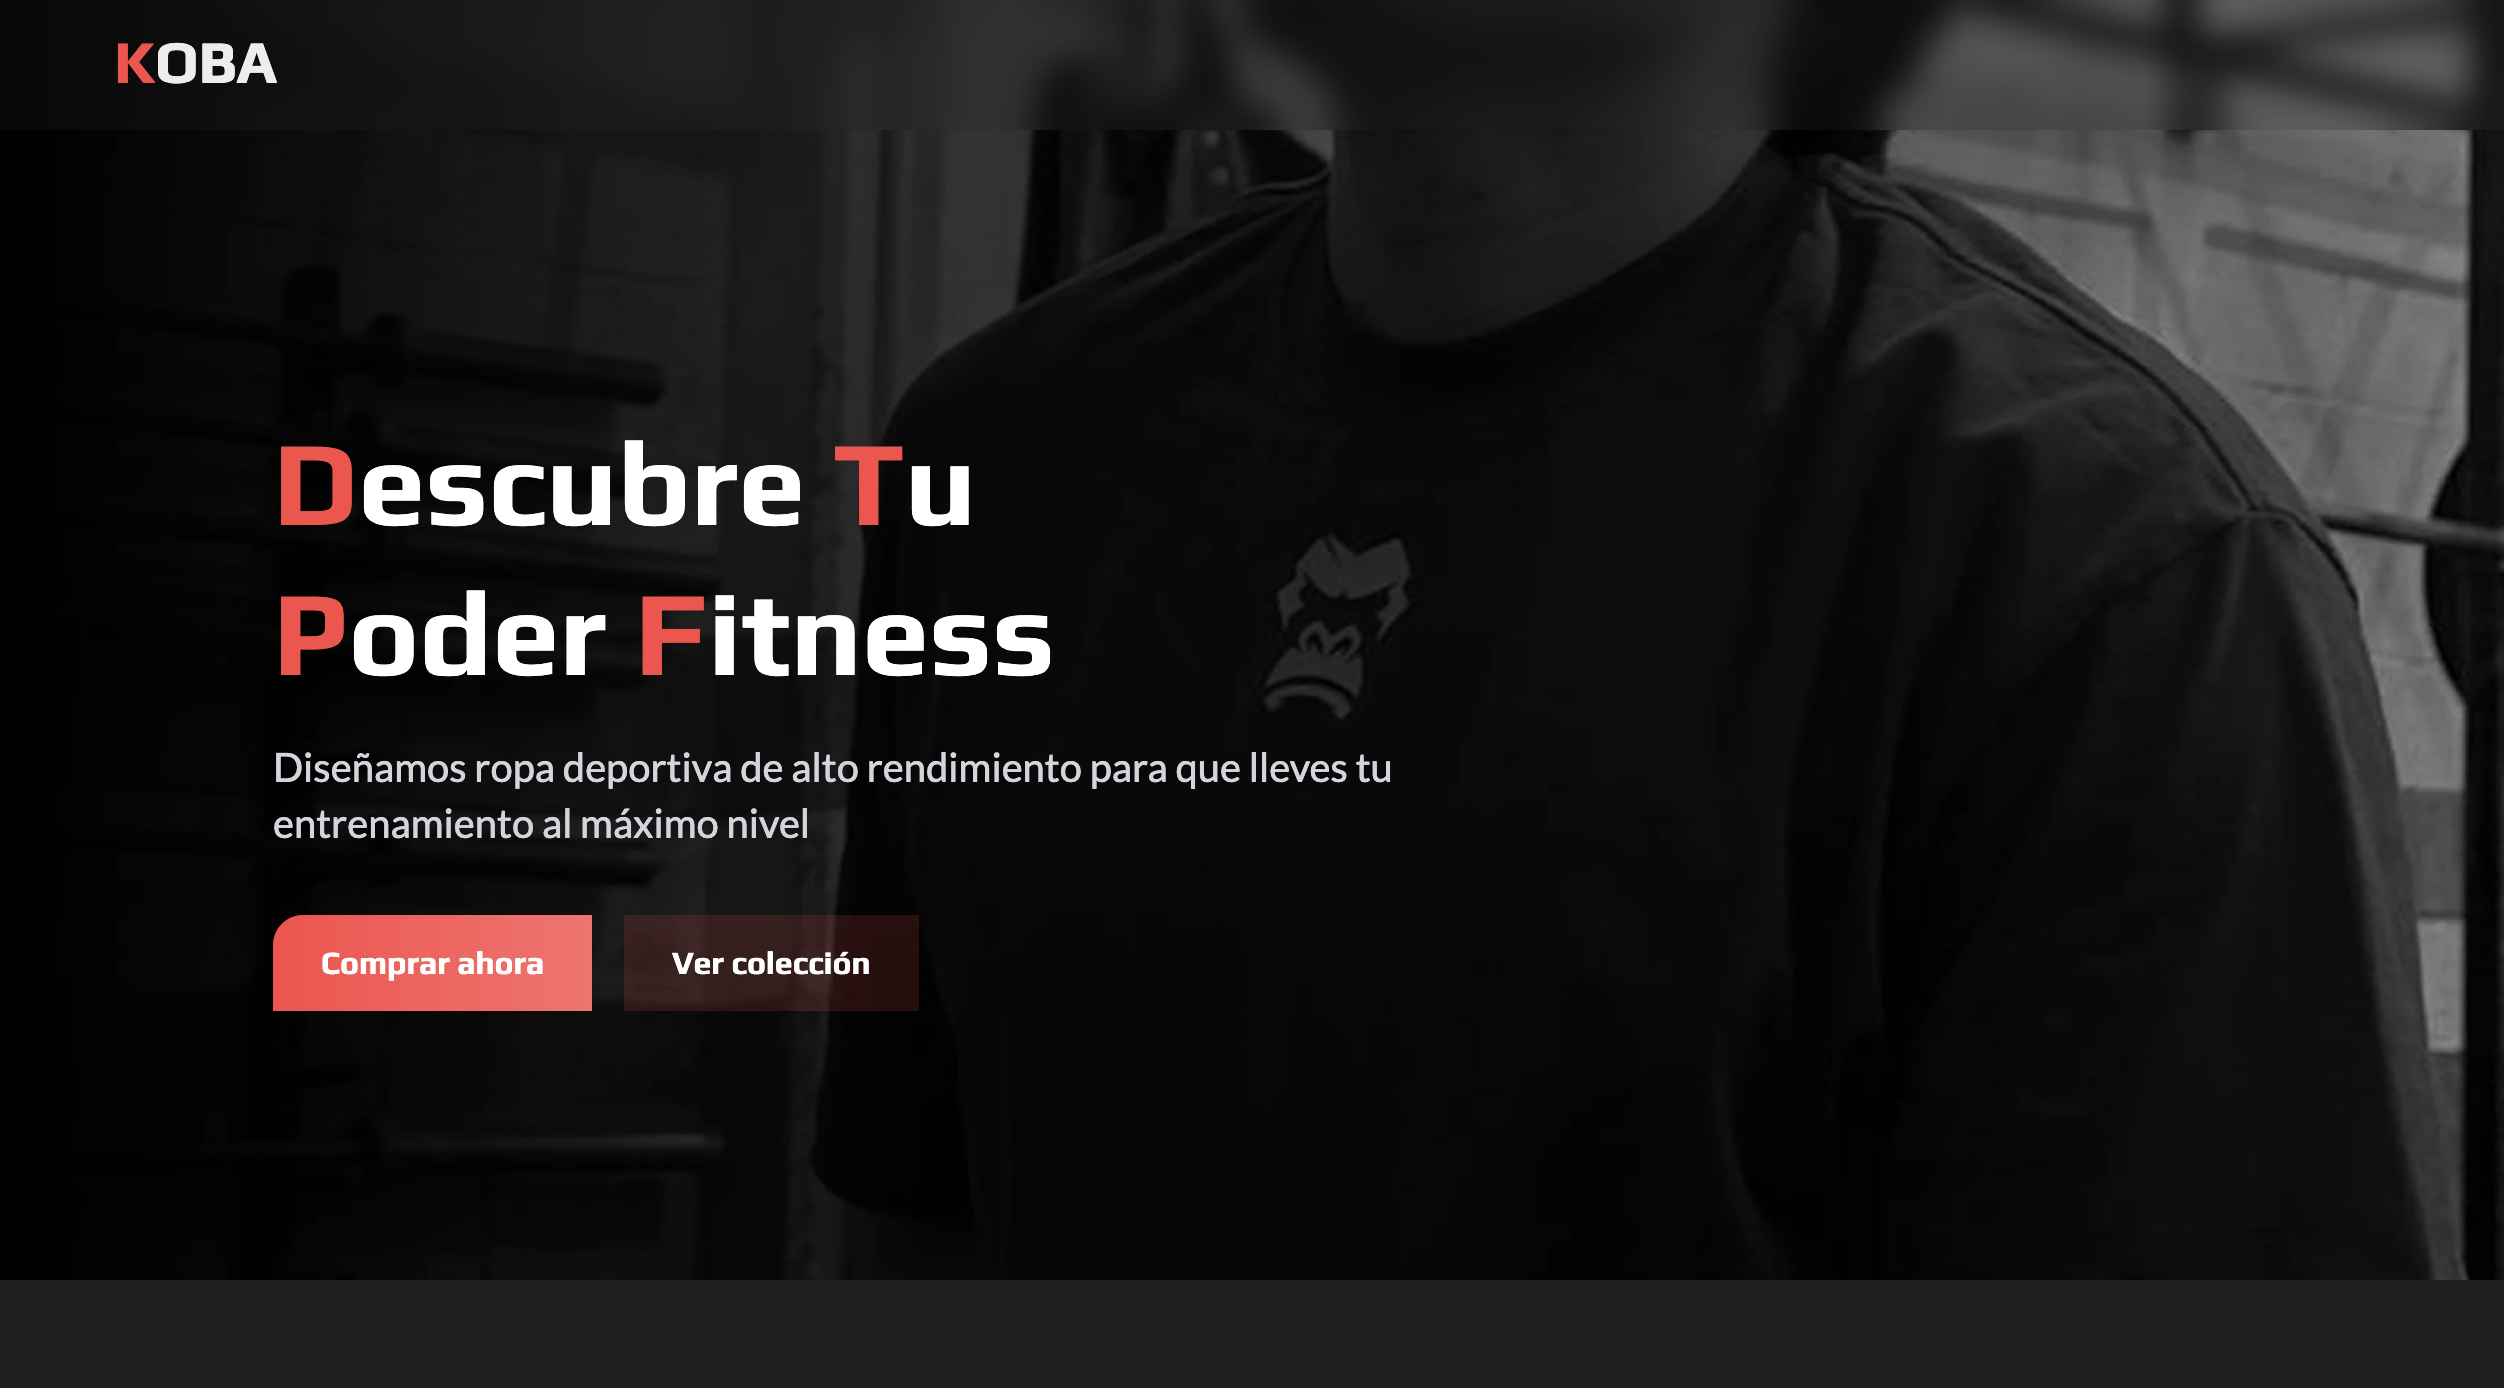 KOBA
Descubre Tu
Poder Fitness
Diseñamos ropa deportiva de alto rendimiento para que lleves tu
entrenamiento al máximo nivel
Comprar ahora
Ver colección